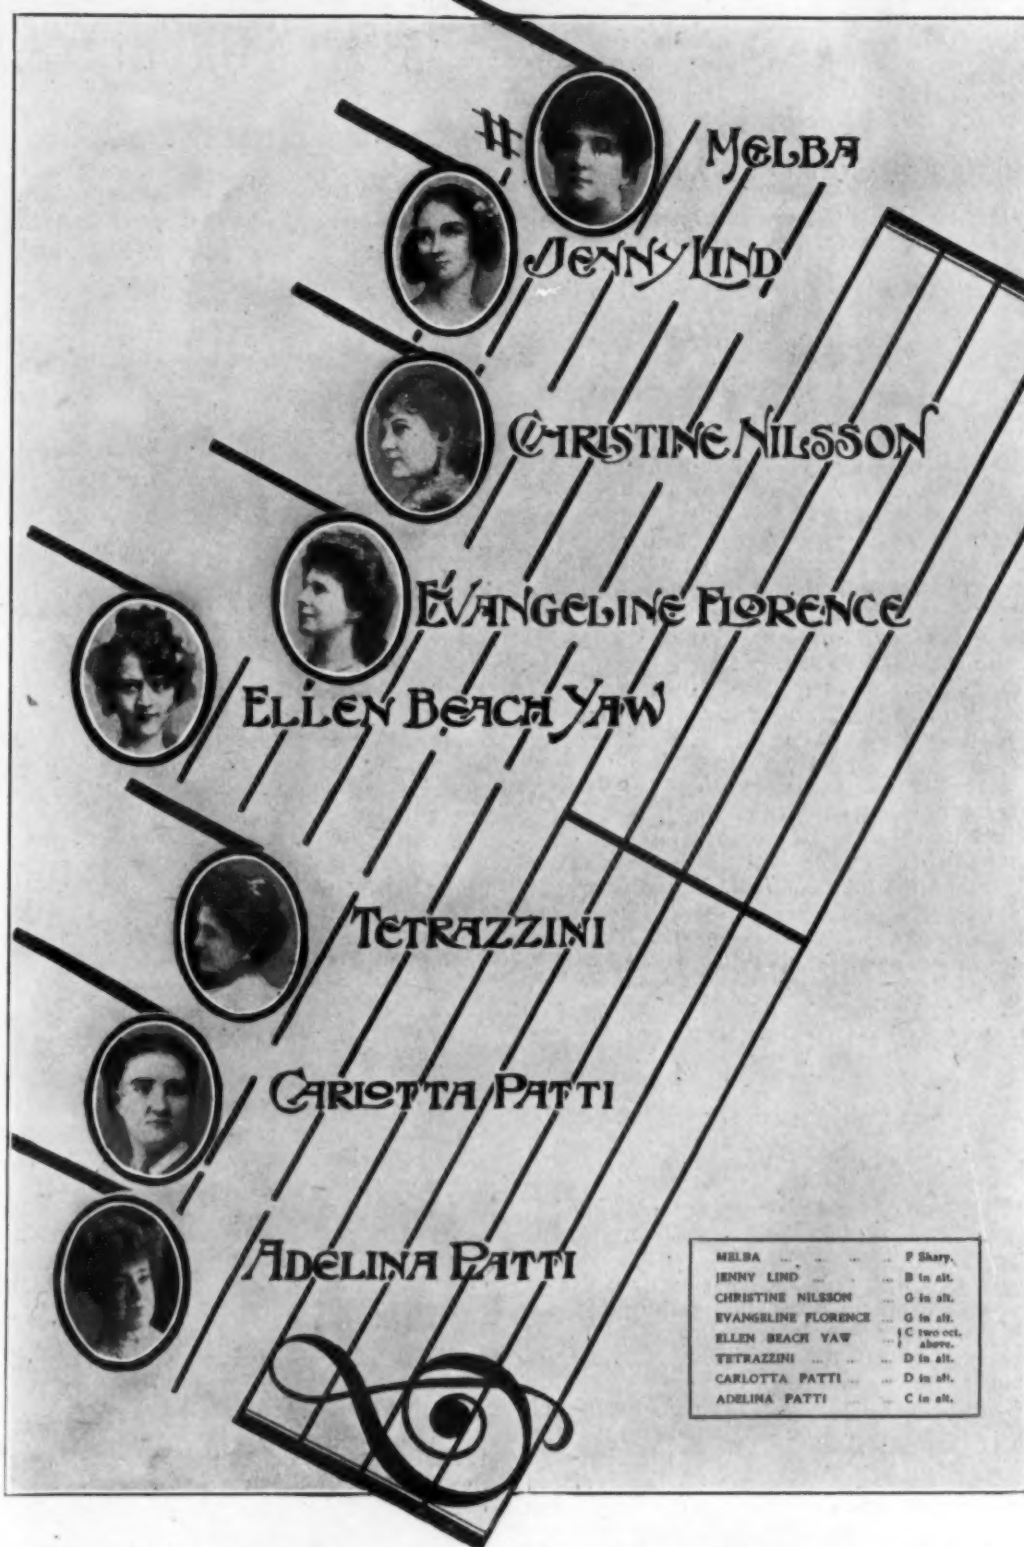 MELBA
JENNY LIND
CHRISTINE NILSSON
EVANGELINE FLORENCE
ELLEN BEACH YAW
TETRAZZINI
CARLOTTA PATTI
ADELINA PATTI
MELBA ... .. ... .. F Sharp.
JENNY LIND ... . ... B in alt.
CHRISTINE NILSSON ... G in alt.
EVANGELINE FLORENCE ... G in alt.
ELLEN BEACH YAW ... { C two oct. above.
TETRAZZINI ... .. ... D in alt.
CARLOTTA PATTI ... ... D in alt.
ADELINA PATTI C in alt.